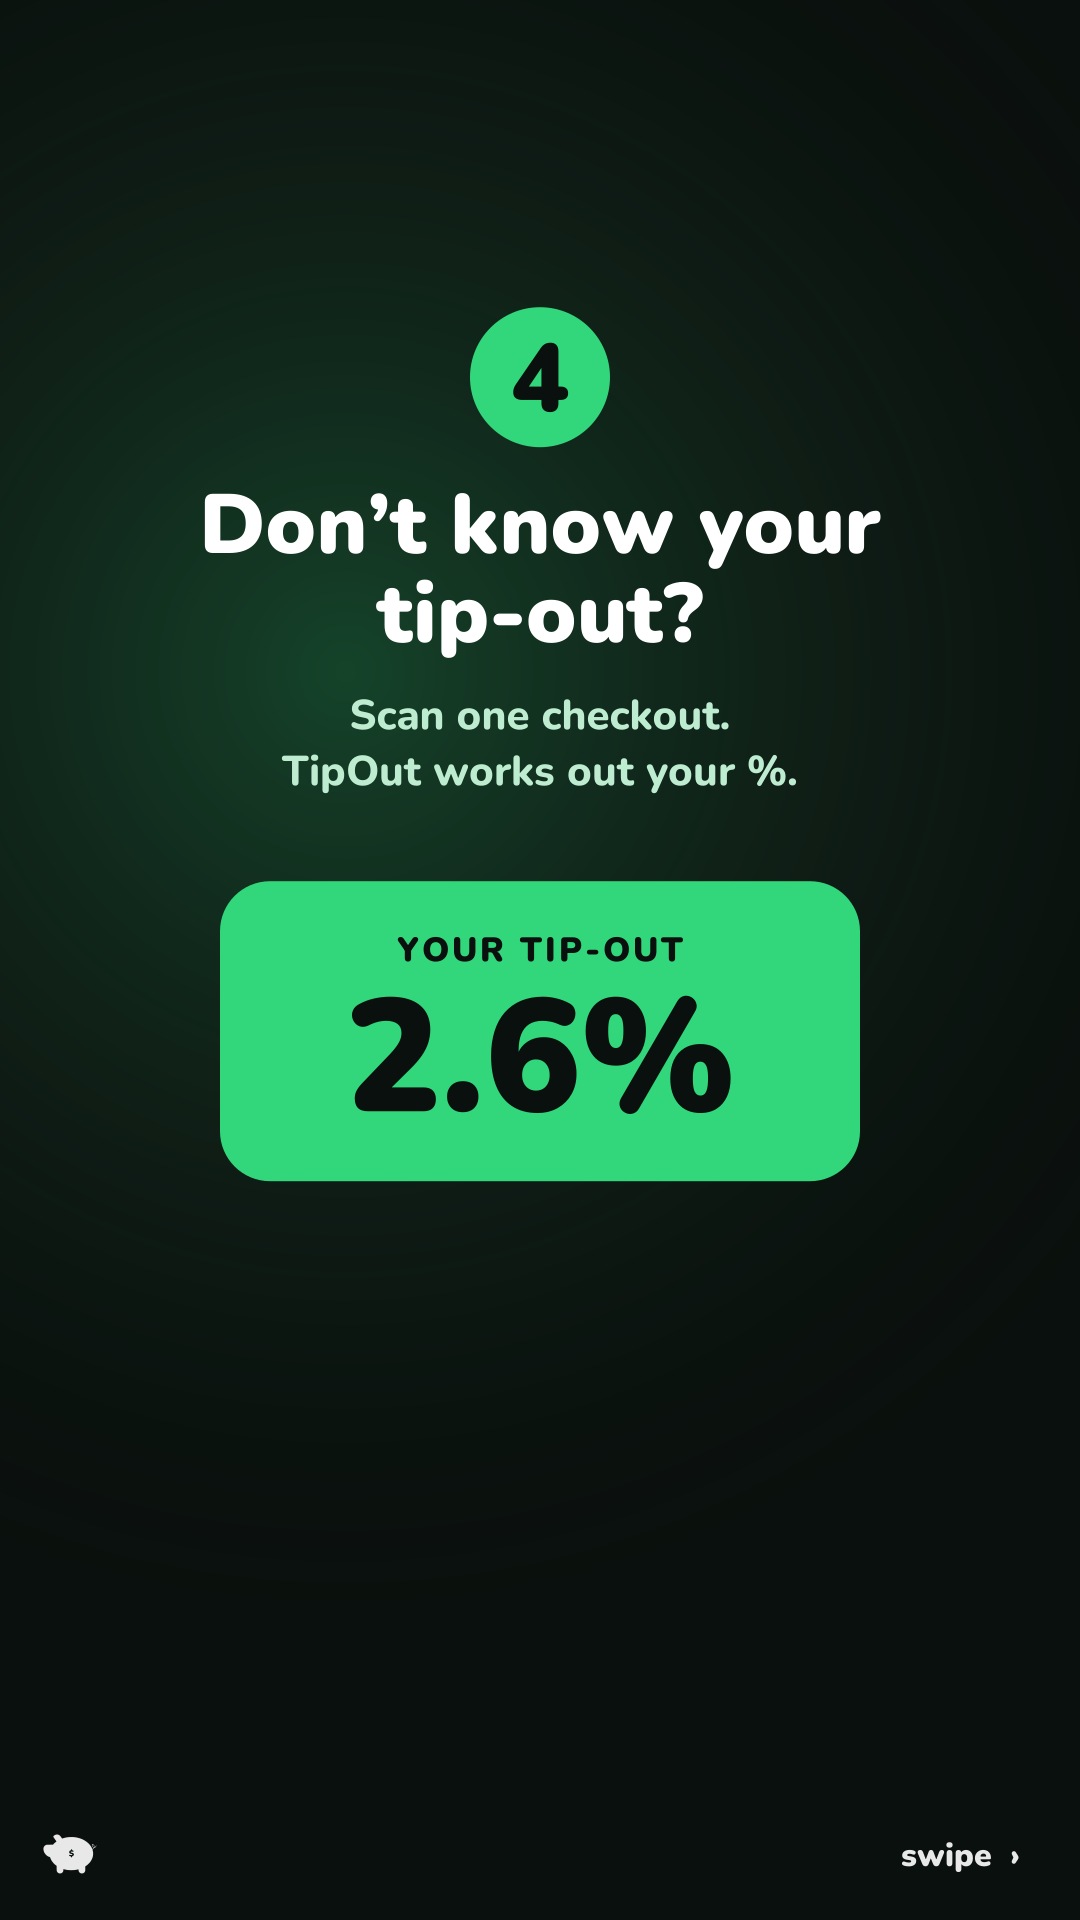 4
Don’t know your
tip-out?
Scan one checkout.
TipOut works out your %.
YOUR TIP-OUT
2.6%
$
swipe ›